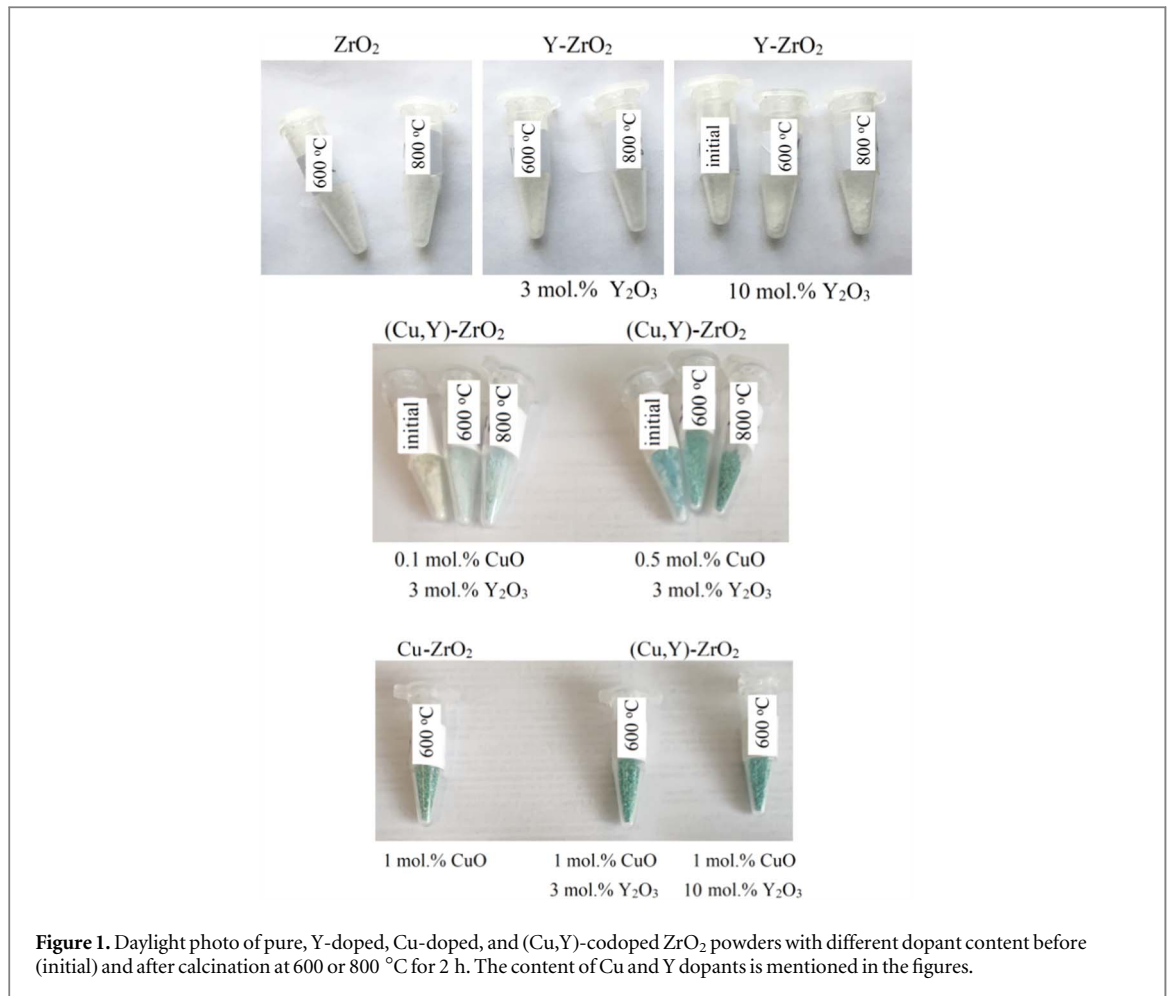 ZrO₂ Y-ZrO₂ Y-ZrO₂
600 °C 800 °C 600 °C 800 °C initial 600 °C 800 °C
3 mol.% Y₂O₃ 10 mol.% Y₂O₃
(Cu,Y)-ZrO₂ (Cu,Y)-ZrO₂
initial 600 °C 800 °C initial 600 °C 800 °C
0.1 mol.% CuO 0.5 mol.% CuO
3 mol.% Y₂O₃ 3 mol.% Y₂O₃
Cu-ZrO₂ (Cu,Y)-ZrO₂
600 °C 600 °C 600 °C
1 mol.% CuO 1 mol.% CuO 1 mol.% CuO
3 mol.% Y₂O₃ 10 mol.% Y₂O₃
Figure 1. Daylight photo of pure, Y-doped, Cu-doped, and (Cu,Y)-codoped ZrO₂ powders with different dopant content before
(initial) and after calcination at 600 or 800 °C for 2 h. The content of Cu and Y dopants is mentioned in the figures.